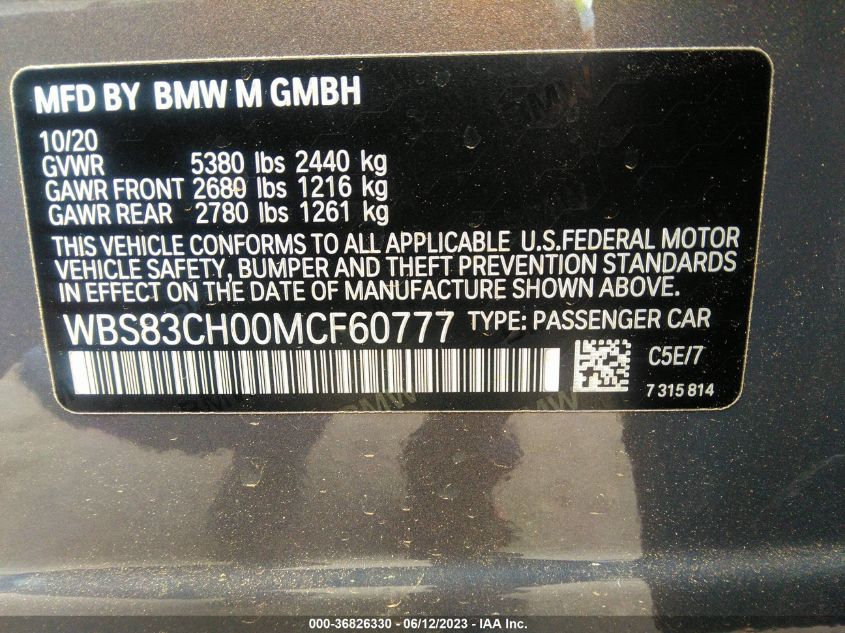 MFD BY BMW M GMBH
10/20
GVWR 5380 lbs 2440 kg
GAWR FRONT 2680 lbs 1216 kg
GAWR REAR 2780 lbs 1261 kg
THIS VEHICLE CONFORMS TO ALL APPLICABLE U.S.FEDERAL MOTOR
VEHICLE SAFETY, BUMPER AND THEFT PREVENTION STANDARDS
IN EFFECT ON THE DATE OF MANUFACTURE SHOWN ABOVE.
WBS83CH00MCF60777 TYPE: PASSENGER CAR
C5E/7
7 315 814
BMW
BMW
000-36826330 - 06/12/2023 - © IAA Inc.